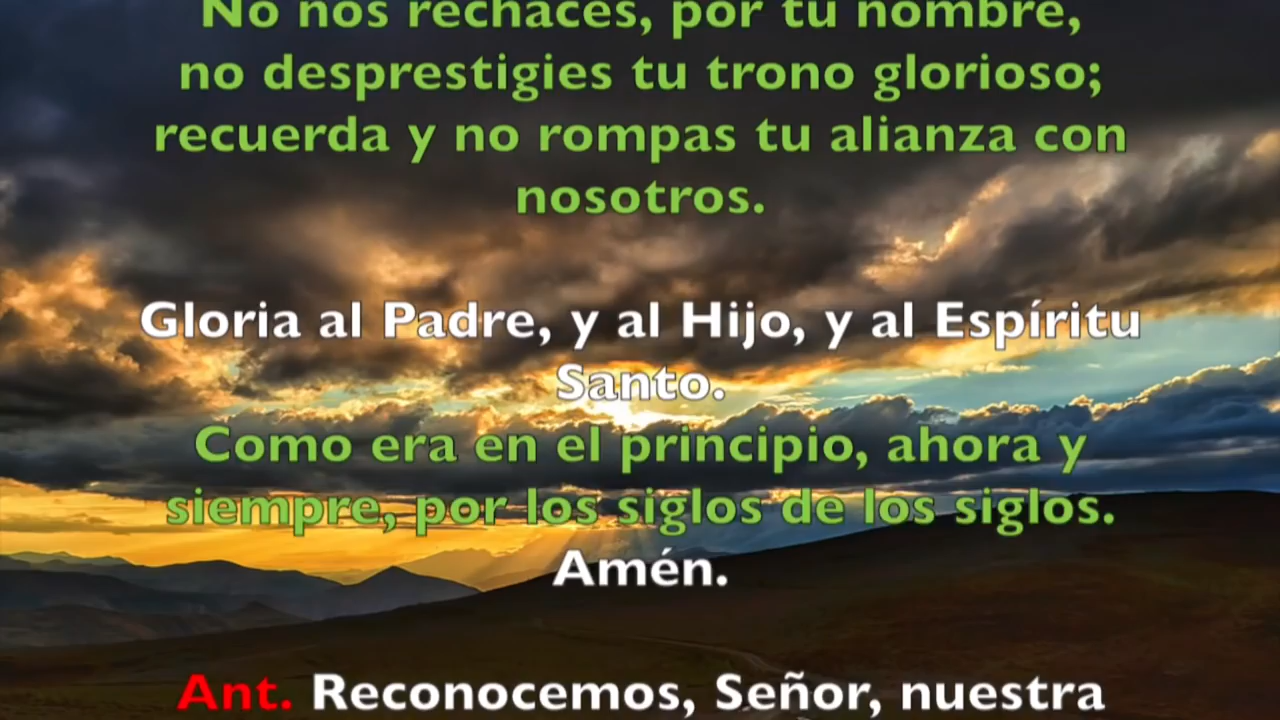 No nos rechaces, por tu nombre,
no desprestigies tu trono glorioso;
recuerda y no rompas tu alianza con
nosotros.
Gloria al Padre, y al Hijo, y al Espíritu
Santo.
Como era en el principio, ahora y
siempre, por los siglos de los siglos.
Amén.
Ant. Reconocemos, Señor, nuestra